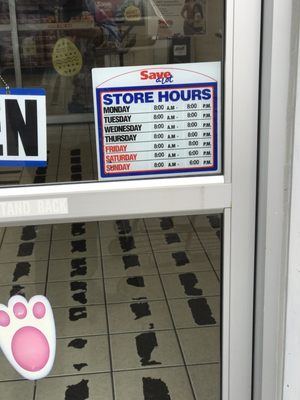 STORE HOURS
Save
a lot
STORE HOURS
MONDAY 8:00 A.M - 8:00 P.M.
TUESDAY 8:00 A.M - 8:00 P.M.
WEDNESDAY 8:00 A.M - 8:00 P.M.
THURSDAY 8:00 A.M - 8:00 P.M.
FRIDAY 8:00 A.M - 8:00 P.M.
SATURDAY 8:00 A.M - 6:00 P.M.
SUNDAY 8:00 A.M - 6:00 P.M.
EN
STAND BACK